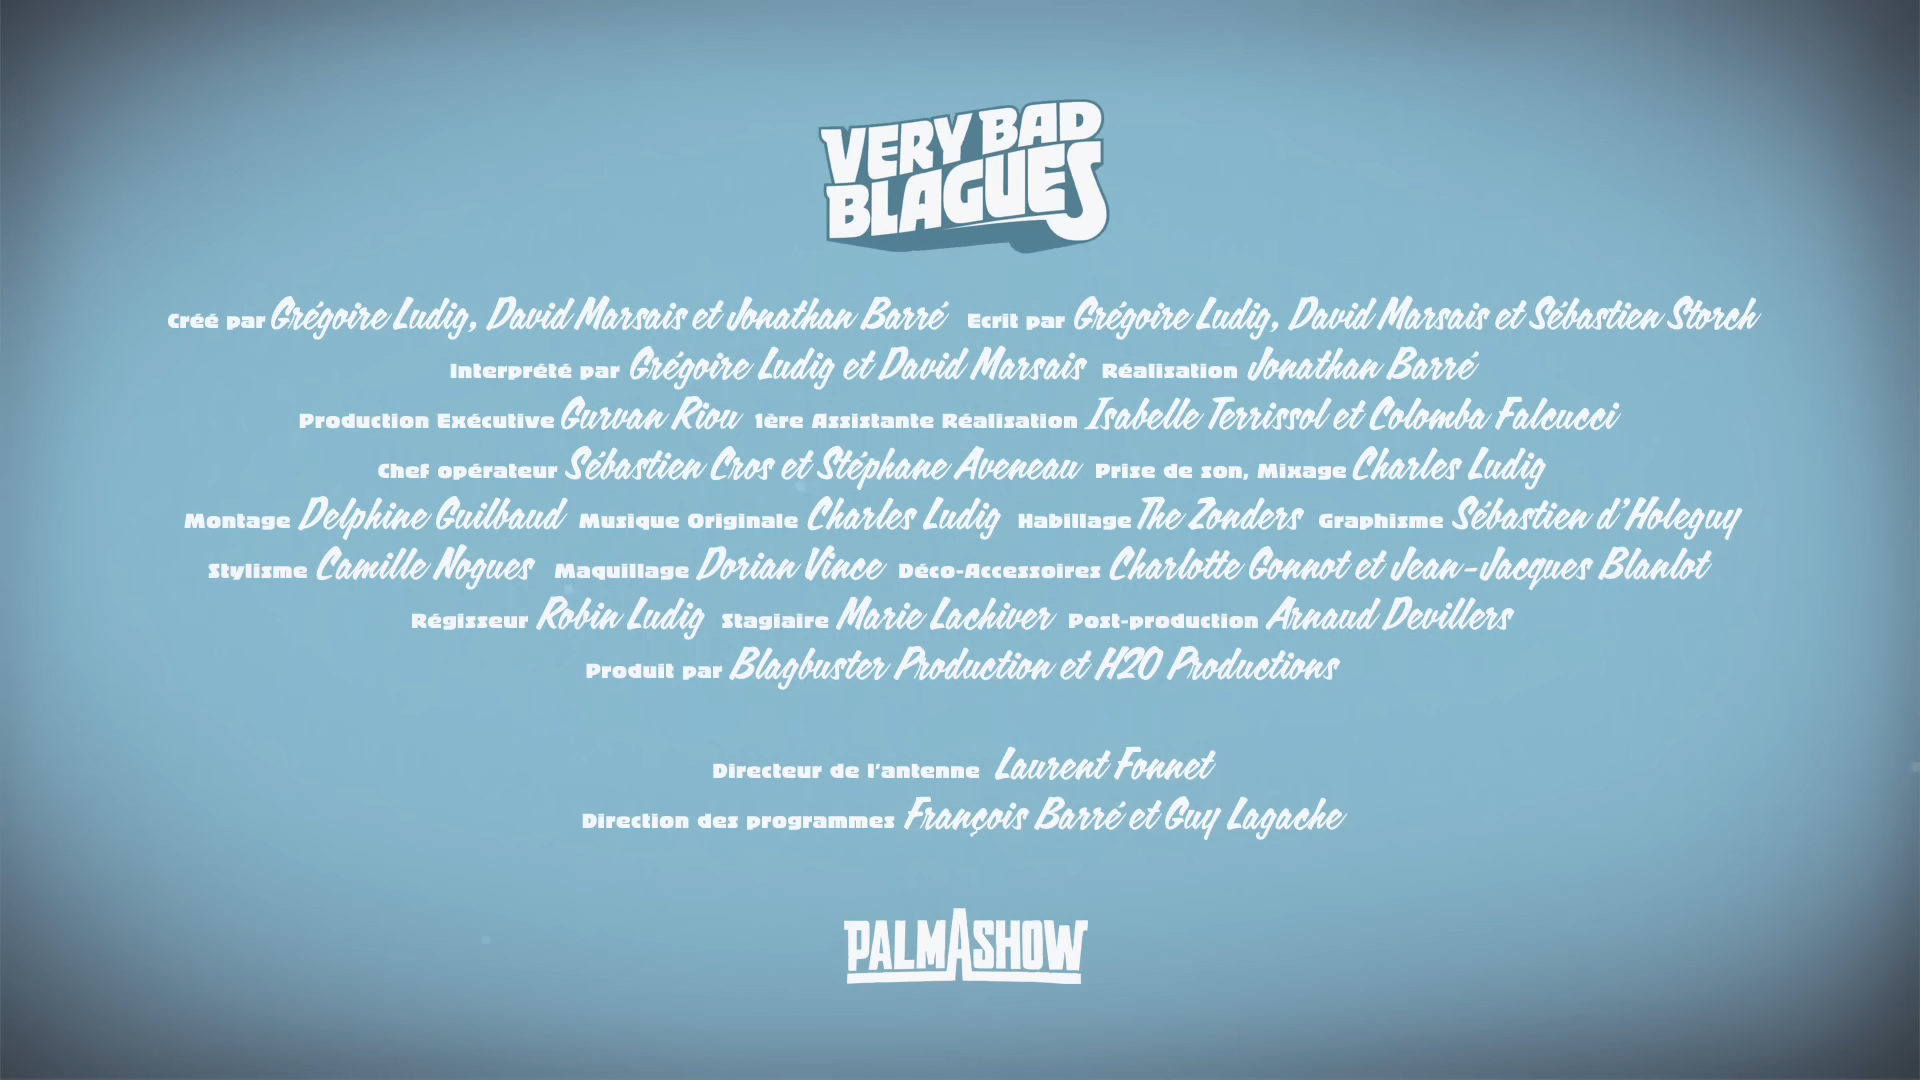 VERY BAD
BLAGUES
Créé par Grégoire Ludig, David Marsais et Jonathan Barré Ecrit par Grégoire Ludig, David Marsais et Sébastien Storch
Interprété par Grégoire Ludig et David Marsais Réalisation Jonathan Barré
Production Exécutive Gurvan Riou 1ère Assistante Réalisation Isabelle Terrissol et Colomba Falcucci
Chef opérateur Sébastien Cros et Stéphane Aveneau Prise de son, Mixage Charles Ludig
Montage Delphine Guilbaud Musique Originale Charles Ludig Habillage The Zonders Graphisme Sébastien d'Holeguy
Stylisme Camille Nogues Maquillage Dorian Vince Déco-Accessoires Charlotte Gonnot et Jean-Jacques Blanlot
Régisseur Robin Ludig Stagiaire Marie Lachiver Post-production Arnaud Devillers
Produit par Blagbuster Production et H2O Productions
Directeur de l'antenne Laurent Fonnet
Direction des programmes François Barré et Guy Lagache
PALMASHOW